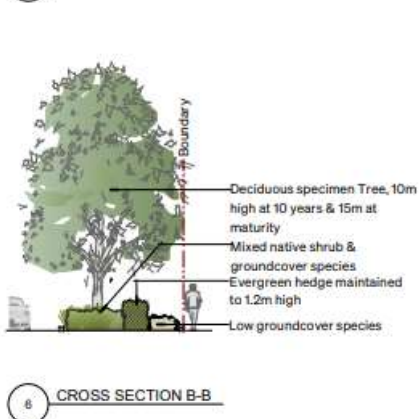 Boundary
Deciduous specimen Tree, 10m
high at 10 years & 15m at
maturity
Mixed native shrub &
groundcover species
Evergreen hedge maintained
to 1.2m high
Low groundcover species
6
CROSS SECTION B-B